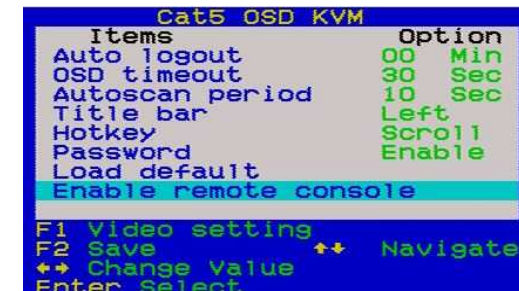 Cat5 OSD KVM
Items Option
Auto logout 00 Min
OSD timeout 30 Sec
Autoscan period 10 Sec
Title bar Left
Hotkey Scroll
Password Enable
Load default
Enable remote console
F1 Video setting
F2 Save ↑↓ Navigate
←→ Change Value
Enter Select